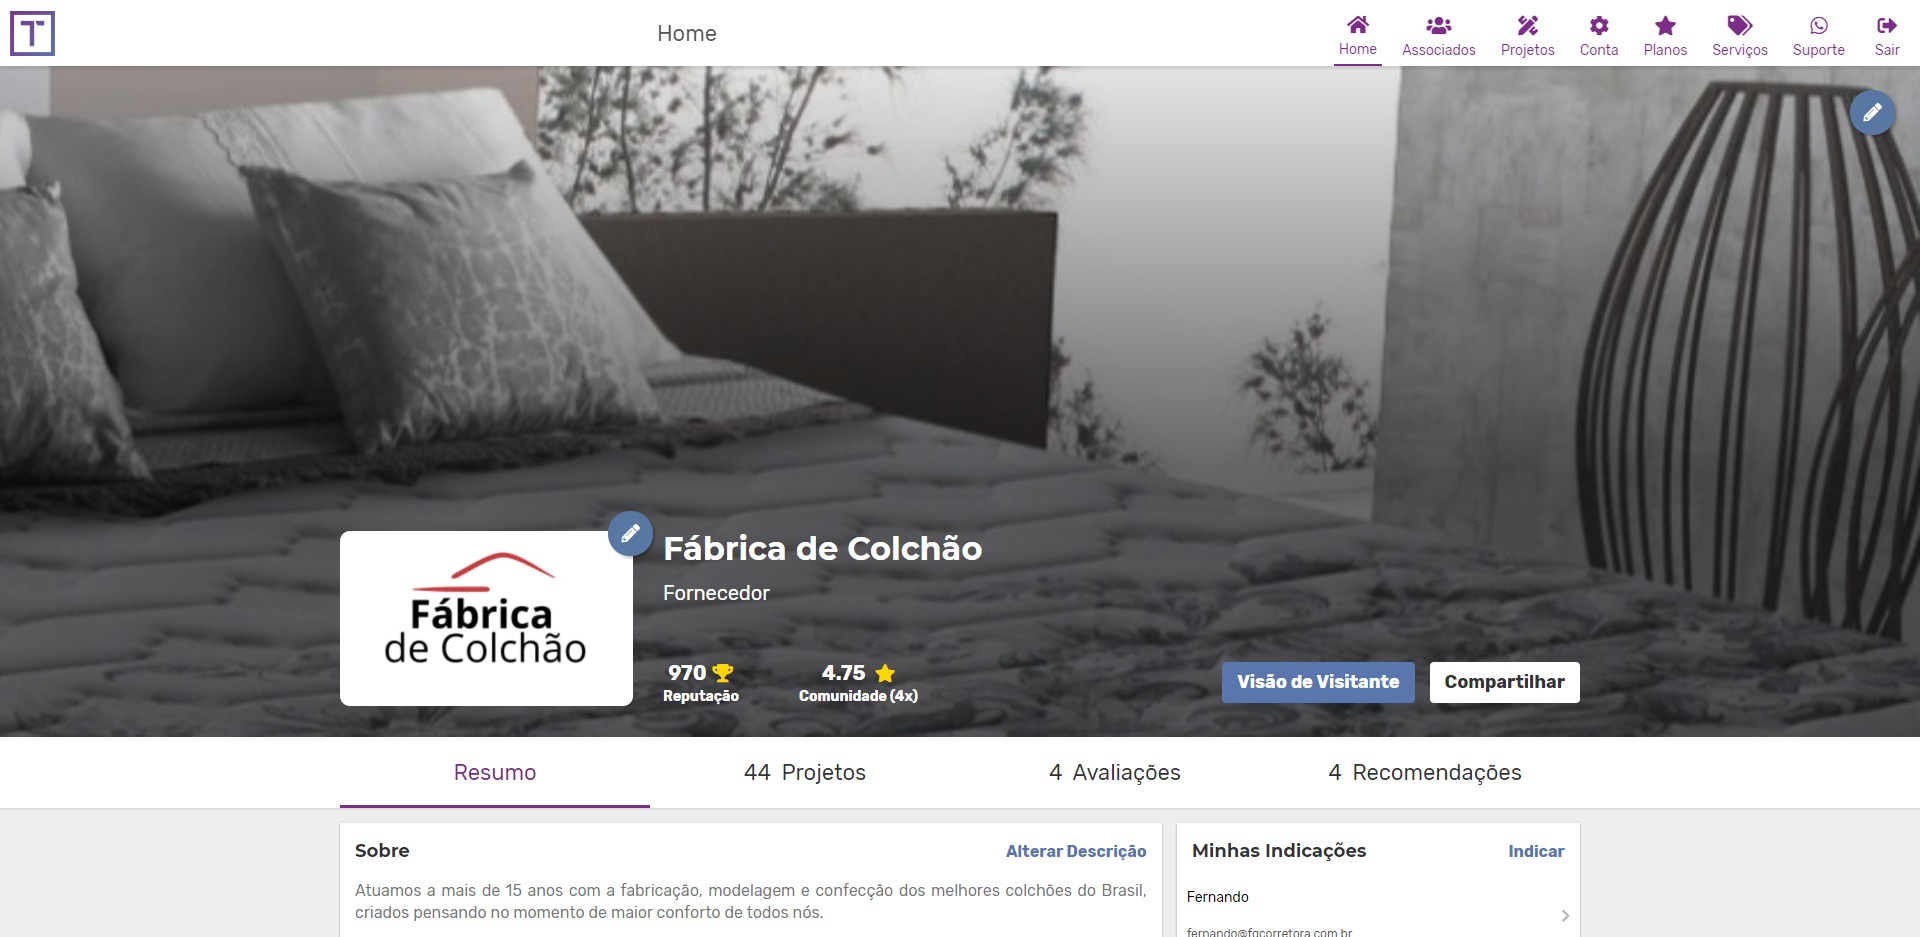 T
Home
Home
Associados
Projetos
Conta
Planos
Serviços
Suporte
Sair
Fábrica
de Colchão
Fábrica de Colchão
Fornecedor
970
Reputação
4.75
Comunidade (4x)
Visão de Visitante
Compartilhar
Resumo
44 Projetos
4 Avaliações
4 Recomendações
Sobre
Alterar Descrição
Atuamos a mais de 15 anos com a fabricação, modelagem e confecção dos melhores colchões do Brasil,
criados pensando no momento de maior conforto de todos nós.
Minhas Indicações
Indicar
Fernando
fernando@fgcorretora.com.br